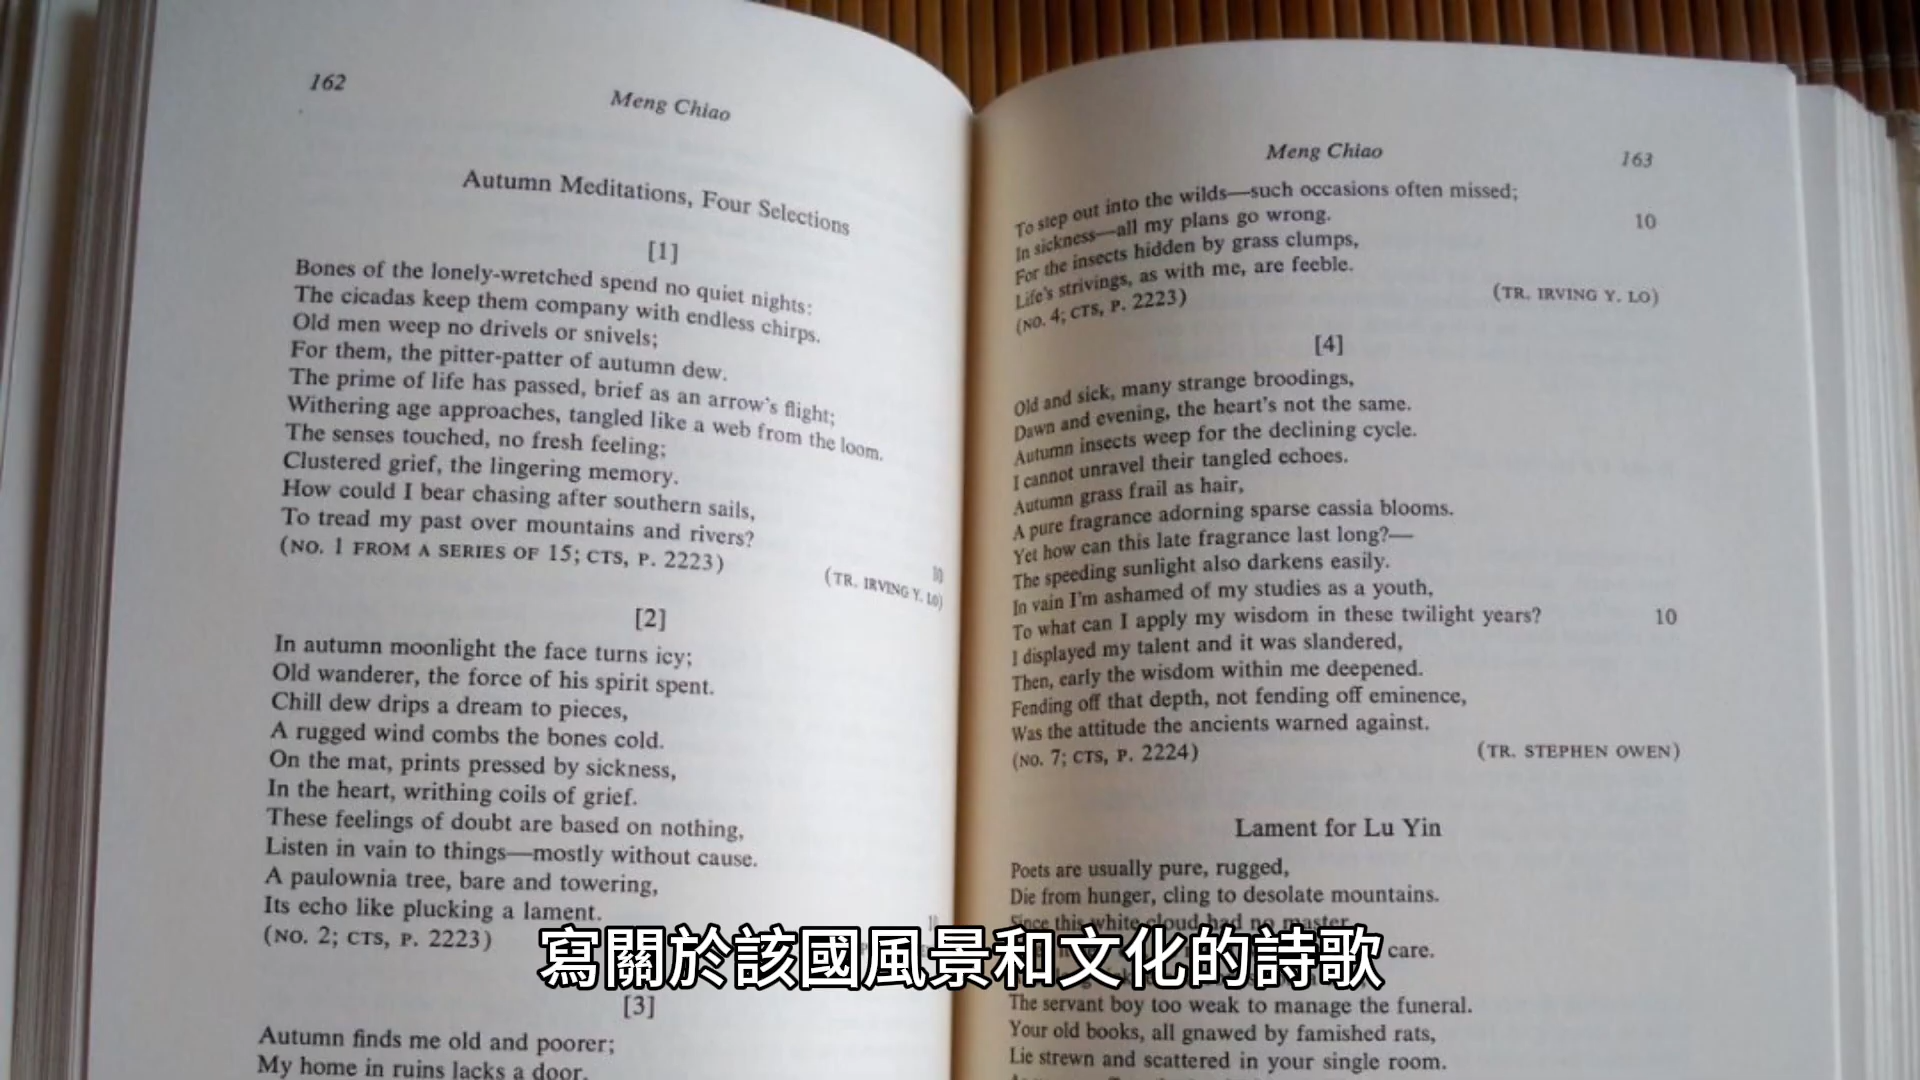 162
Meng Chiao
Autumn Meditations, Four Selections
[1]
Bones of the lonely-wretched spend no quiet nights:
The cicadas keep them company with endless chirps.
Old men weep no drivels or snivels;
For them, the pitter-patter of autumn dew.
The prime of life has passed, brief as an arrow's flight;
Withering age approaches, tangled like a web from the loom.
The senses touched, no fresh feeling;
Clustered grief, the lingering memory.
How could I bear chasing after southern sails,
To tread my past over mountains and rivers?
10
(NO. 1 FROM A SERIES OF 15; CTS, P. 2223)
(TR. IRVING Y. LO)
[2]
In autumn moonlight the face turns icy;
Old wanderer, the force of his spirit spent.
Chill dew drips a dream to pieces,
A rugged wind combs the bones cold.
On the mat, prints pressed by sickness,
In the heart, writhing coils of grief.
These feelings of doubt are based on nothing,
Listen in vain to things—mostly without cause.
A paulownia tree, bare and towering,
Its echo like plucking a lament.
10
(NO. 2; CTS, P. 2223)
[3]
Autumn finds me old and poorer;
My home in ruins lacks a door.
Meng Chiao
163
To step out into the wilds—such occasions often missed;
In sickness—all my plans go wrong.
10
For the insects hidden by grass clumps,
Life's strivings, as with me, are feeble.
(NO. 4; CTS, P. 2223)
(TR. IRVING Y. LO)
[4]
Old and sick, many strange broodings,
Dawn and evening, the heart's not the same.
Autumn insects weep for the declining cycle.
I cannot unravel their tangled echoes.
Autumn grass frail as hair,
A pure fragrance adorning sparse cassia blooms.
Yet how can this late fragrance last long?—
The speeding sunlight also darkens easily.
In vain I'm ashamed of my studies as a youth,
To what can I apply my wisdom in these twilight years?
10
I displayed my talent and it was slandered,
Then, early the wisdom within me deepened.
Fending off that depth, not fending off eminence,
Was the attitude the ancients warned against.
(NO. 7; CTS, P. 2224)
(TR. STEPHEN OWEN)
Lament for Lu Yin
Poets are usually pure, rugged,
Die from hunger, cling to desolate mountains.
Since this white cloud had no master,
care.
The servant boy too weak to manage the funeral.
Your old books, all gnawed by famished rats,
Lie strewn and scattered in your single room.
寫關於該國風景和文化的詩歌